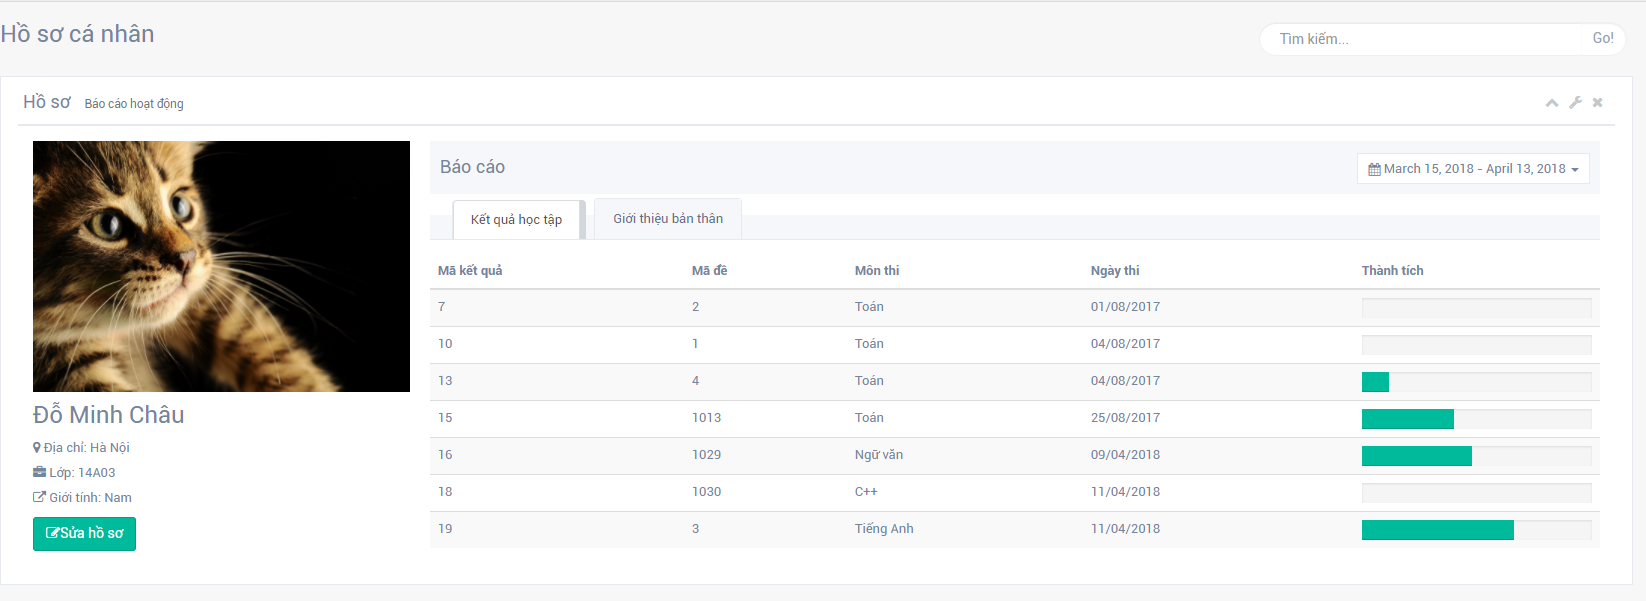 Hồ sơ cá nhân
Tìm kiếm... Go!
Hồ sơ Báo cáo hoạt động
Đỗ Minh Châu
Địa chỉ: Hà Nội
Lớp: 14A03
Giới tính: Nam
Sửa hồ sơ
Báo cáo March 15, 2018 - April 13, 2018
Kết quả học tập Giới thiệu bản thân
Mã kết quả Mã đề Môn thi Ngày thi Thành tích
7 2 Toán 01/08/2017
10 1 Toán 04/08/2017
13 4 Toán 04/08/2017
15 1013 Toán 25/08/2017
16 1029 Ngữ văn 09/04/2018
18 1030 C++ 11/04/2018
19 3 Tiếng Anh 11/04/2018